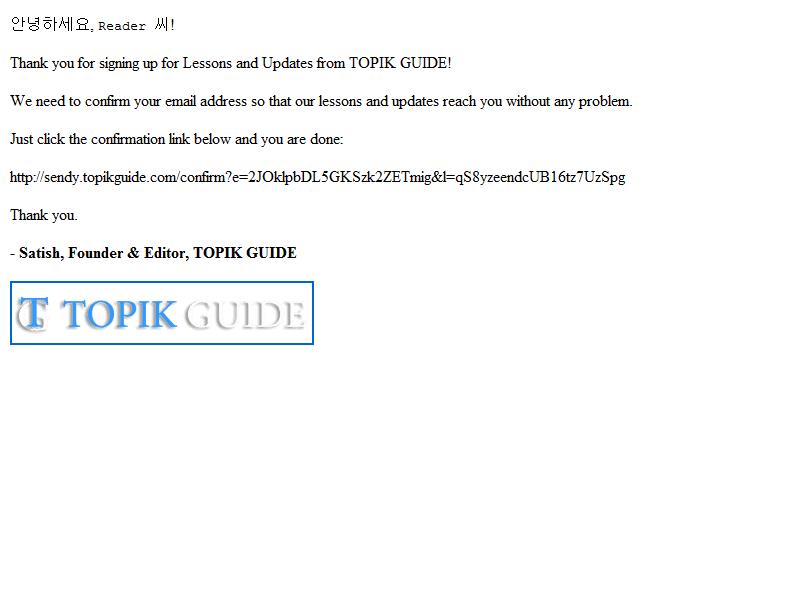 안녕하세요, Reader 씨!
Thank you for signing up for Lessons and Updates from TOPIK GUIDE!
We need to confirm your email address so that our lessons and updates reach you without any problem.
Just click the confirmation link below and you are done:
http://sendy.topikguide.com/confirm?e=2JOklpbDL5GKSzk2ZETmig&l=qS8yzeendcUB16tz7UzSpg
Thank you.
- Satish, Founder & Editor, TOPIK GUIDE
TOPIK GUIDE